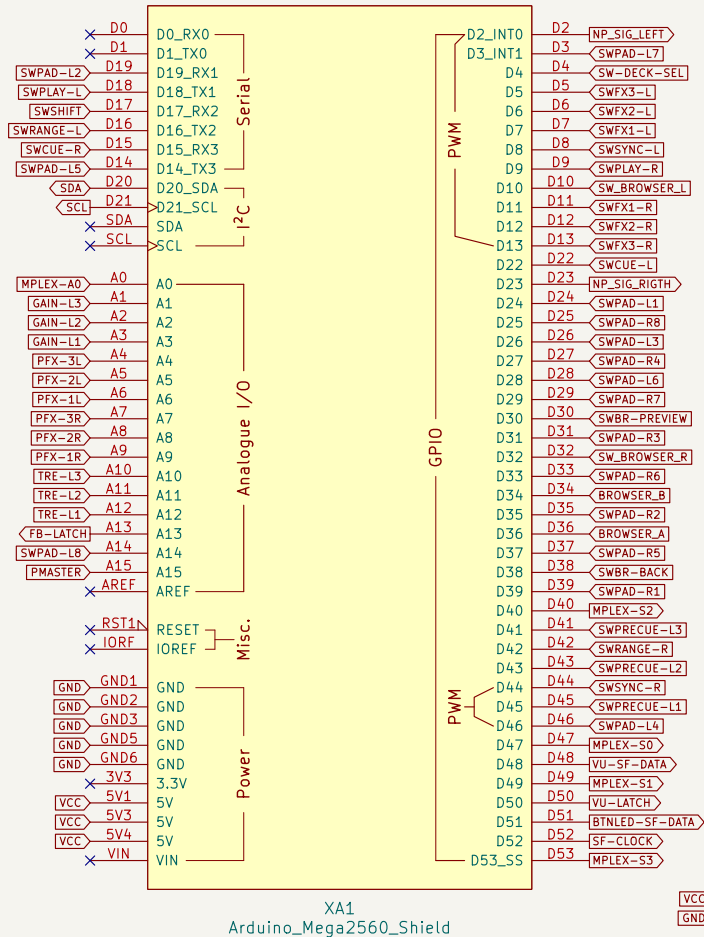 D0 D0_RX0 D2_INT0 D2 NP_SIG_LEFT
D1 D1_TX0 D3_INT1 D3 SWPAD-L7
SWPAD-L2 D19 D19_RX1 D4 D4 SW-DECK-SEL
SWPLAY-L D18 D18_TX1 D5 D5 SWFX3-L
SWSHIFT D17 D17_RX2 D6 D6 SWFX2-L
SWRANGE-L D16 D16_TX2 D7 D7 SWFX1-L
SWCUE-R D15 D15_RX3 D8 D8 SWSYNC-L
SWPAD-L5 D14 D14_TX3 D9 D9 SWPLAY-R
SDA D20 D20_SDA D10 D10 SW_BROWSER_L
SCL D21 D21_SCL D11 D11 SWFX1-R
SDA SDA D12 D12 SWFX2-R
SCL SCL D13 D13 SWFX3-R
D22 D22 SWCUE-L
MPLEX-A0 A0 A0 D23 D23 NP_SIG_RIGTH
GAIN-L3 A1 A1 D24 D24 SWPAD-L1
GAIN-L2 A2 A2 D25 D25 SWPAD-R8
GAIN-L1 A3 A3 D26 D26 SWPAD-L3
PFX-3L A4 A4 D27 D27 SWPAD-R4
PFX-2L A5 A5 D28 D28 SWPAD-L6
PFX-1L A6 A6 D29 D29 SWPAD-R7
PFX-3R A7 A7 D30 D30 SWBR-PREVIEW
PFX-2R A8 A8 D31 D31 SWPAD-R3
PFX-1R A9 A9 D32 D32 SW_BROWSER_R
TRE-L3 A10 A10 D33 D33 SWPAD-R6
TRE-L2 A11 A11 D34 D34 BROWSER_B
TRE-L1 A12 A12 D35 D35 SWPAD-R2
FB-LATCH A13 A13 D36 D36 BROWSER_A
SWPAD-L8 A14 A14 D37 D37 SWPAD-R5
PMASTER A15 A15 D38 D38 SWBR-BACK
AREF AREF D39 D39 SWPAD-R1
D40 D40 MPLEX-S2
RST1 RESET D41 D41 SWPRECUE-L3
IORF IOREF D42 D42 SWRANGE-R
D43 D43 SWPRECUE-L2
GND GND1 GND D44 D44 SWSYNC-R
GND GND2 GND D45 D45 SWPRECUE-L1
GND GND3 GND D46 D46 SWPAD-L4
GND GND5 GND D47 D47 MPLEX-S0
GND GND6 GND D48 D48 VU-SF-DATA
3V3 3.3V D49 D49 MPLEX-S1
VCC 5V1 5V D50 D50 VU-LATCH
VCC 5V3 5V D51 D51 BTNLED-SF-DATA
VCC 5V4 5V D52 D52 SF-CLOCK
VIN VIN D53_SS D53 MPLEX-S3
Serial
I²C
Analogue I/O
Misc.
Power
GPIO
PWM
PWM
XA1
Arduino_Mega2560_Shield
VCC
GND